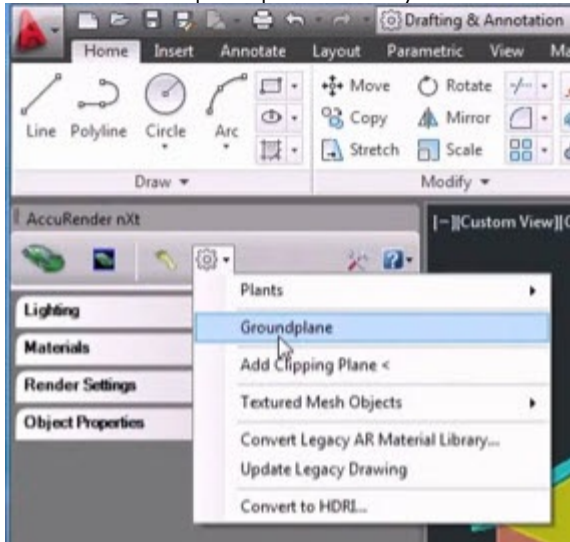 Drafting & Annotation
Home Insert Annotate Layout Parametric View
Move Rotate
Copy Mirror
Line Polyline Circle Arc
Stretch Scale
Draw Modify
AccuRender nXt
[-][Custom View][
Plants
Lighting
Groundplane
Materials
Add Clipping Plane <
Render Settings
Textured Mesh Objects
Object Properties
Convert Legacy AR Material Library...
Update Legacy Drawing
Convert to HDRI...